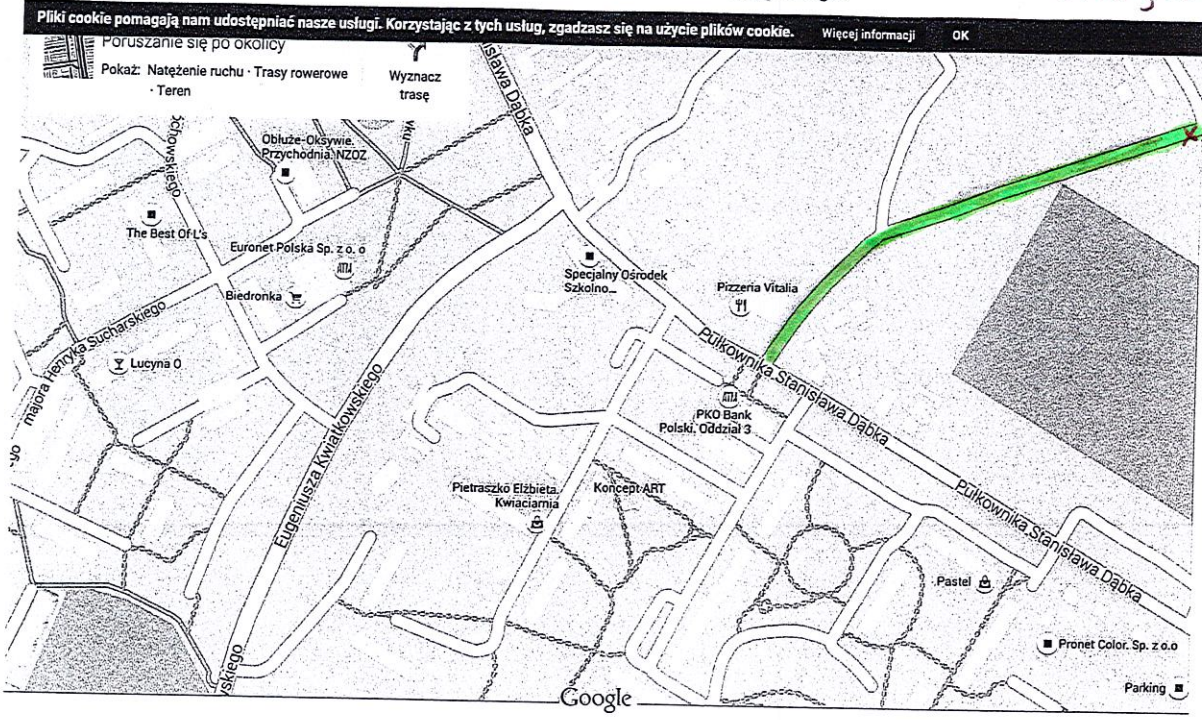 Pliki cookie pomagają nam udostępniać nasze usługi. Korzystając z tych usług, zgadzasz się na użycie plików cookie. Więcej informacji OK
Poruszanie się po okolicy
Pokaż: Natężenie ruchu · Trasy rowerowe
· Teren
Wyznacz
trasę
isława Dąbka
ochowskiego
Obłuże-Oksywie.
Przychodnia. NZOZ
The Best Of L's
Euronet Polska Sp. z o. o
Biedronka
majora Henryka Sucharskiego
Lucyna O
Specjalny Ośrodek
Szkolno...
Pizzeria Vitalia
Pułkownika Stanisława Dąbka
PKO Bank
Polski. Oddział 3
Eugeniusza Kwiatkowskiego
Pietraszko Elżbieta.
Kwiaciarnia
Koncept ART
Pułkownika Stanisława Dąbka
Pastel
Pronet Color. Sp. z o.o
Parking
skiego
Google